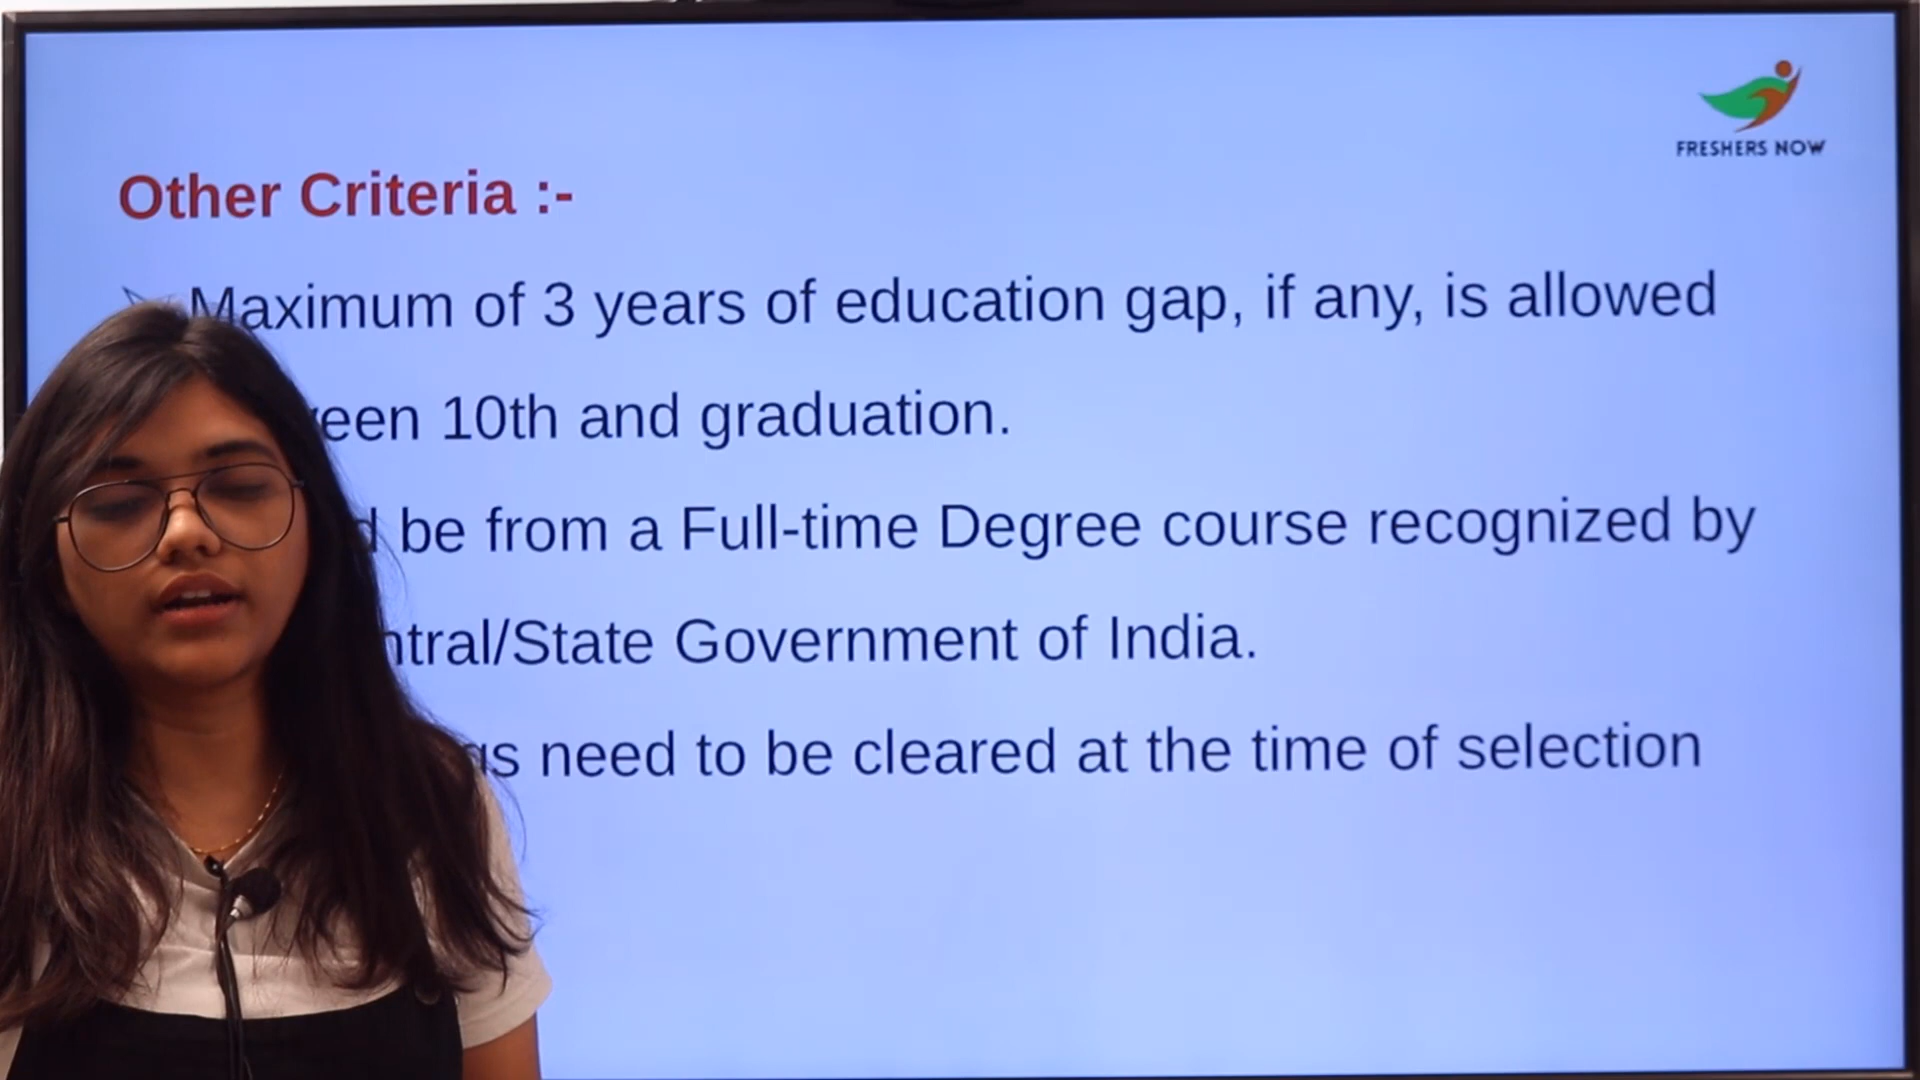 FRESHERS NOW
Other Criteria :-
Maximum of 3 years of education gap, if any, is allowed
10th and graduation.
be from a Full-time Degree course recognized by
/State Government of India.
need to be cleared at the time of selection